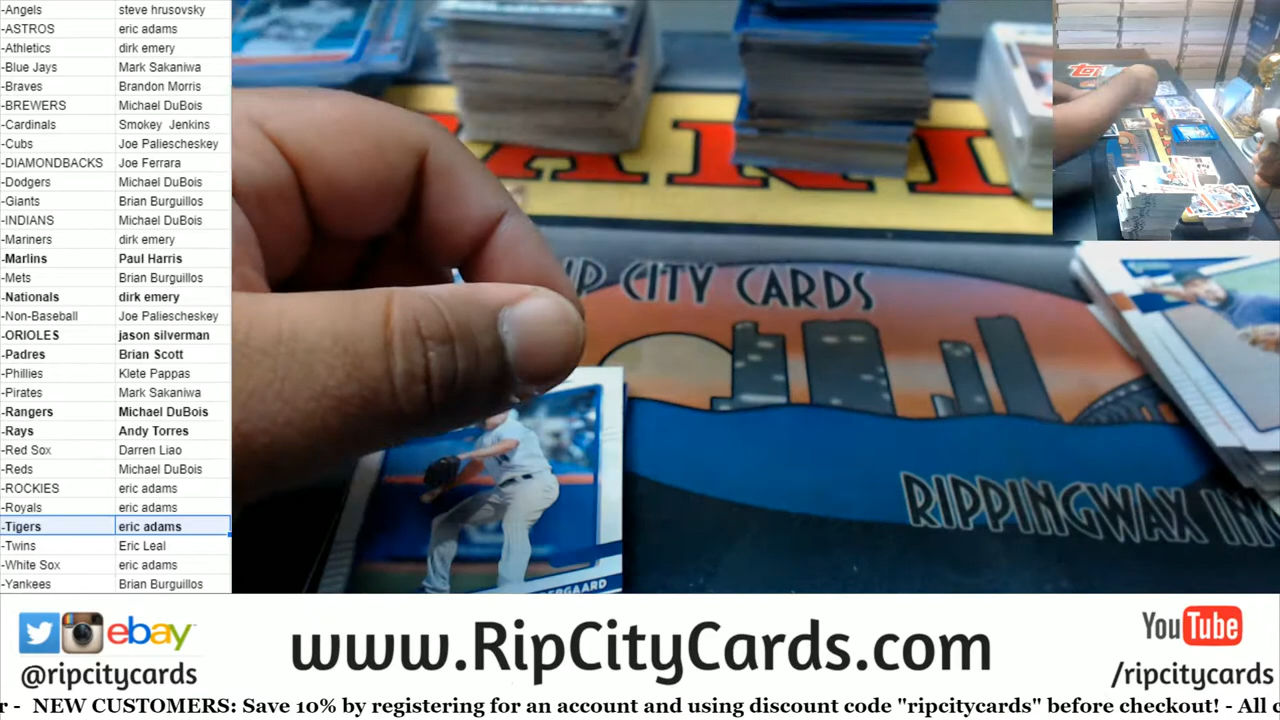 -Angels steve hrusovsky
-ASTROS eric adams
-Athletics dirk emery
-Blue Jays Mark Sakaniwa
-Braves Brandon Morris
-BREWERS Michael DuBois
-Cardinals Smokey Jenkins
-Cubs Joe Paliescheskey
-DIAMONDBACKS Joe Ferrara
-Dodgers Michael DuBois
-Giants Brian Burguillos
-INDIANS Michael DuBois
-Mariners dirk emery
-Marlins Paul Harris
-Mets Brian Burguillos
-Nationals dirk emery
-Non-Baseball Joe Paliescheskey
-ORIOLES jason silverman
-Padres Brian Scott
-Phillies Klete Pappas
-Pirates Mark Sakaniwa
-Rangers Michael DuBois
-Rays Andy Torres
-Red Sox Darren Liao
-Reds Michael DuBois
-ROCKIES eric adams
-Royals eric adams
-Tigers eric adams
-Twins Eric Leal
-White Sox eric adams
-Yankees Brian Burguillos
IP CITY CARDS
RIPPINGWAX IN
ERGAARD
ebay
@ripcitycards
www.RipCityCards.com
YouTube
/ripcitycards
r - NEW CUSTOMERS: Save 10% by registering for an account and using discount code "ripcitycards" before checkout! - All c